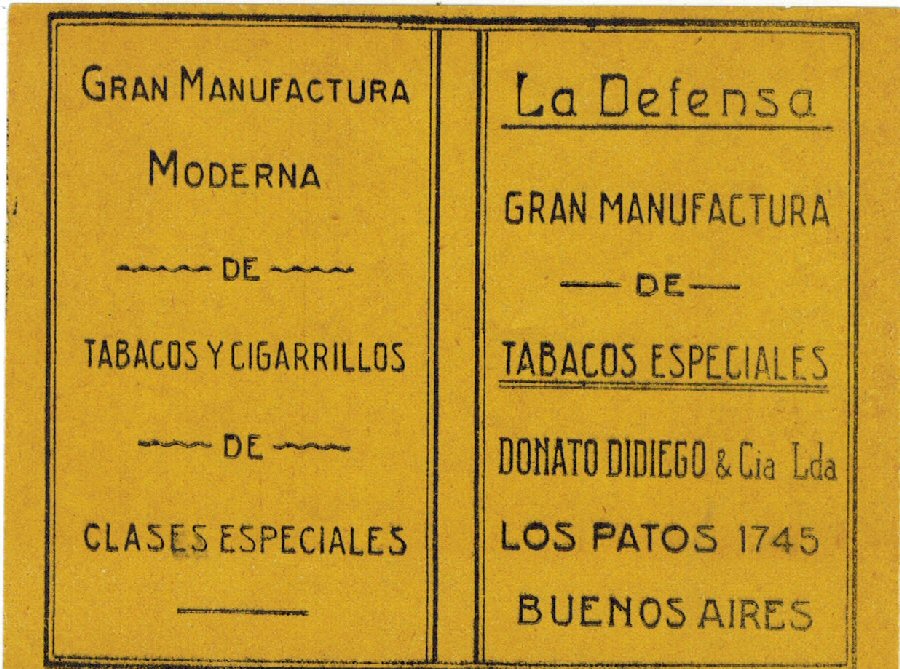 GRAN MANUFACTURA
MODERNA
DE
TABACOS Y CIGARRILLOS
DE
CLASES ESPECIALES
La Defensa
GRAN MANUFACTURA
DE
TABACOS ESPECIALES
DONATO DIDIEGO & Cia Lda
LOS PATOS 1745
BUENOS AIRES